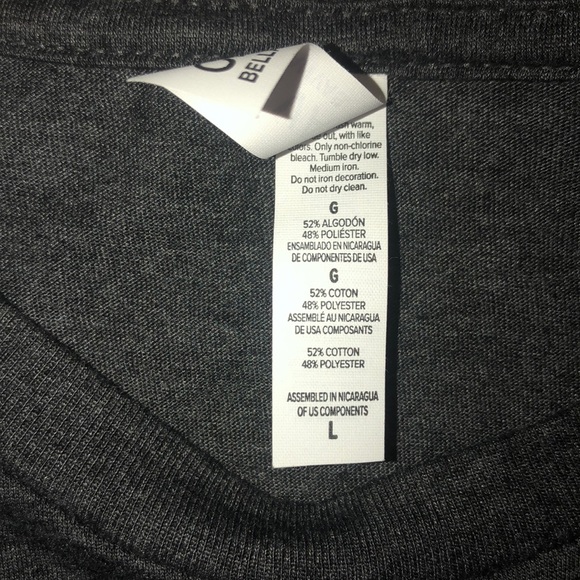 BELL
warm,
out, with like
Only non-chlorine
bleach. Tumble dry low.
Medium iron.
Do not iron decoration.
Do not dry clean.
G
52% ALGODÓN
48% POLIÉSTER
ENSAMBLADO EN NICARAGUA
DE COMPONENTES DE USA
G
52% COTON
48% POLYESTER
ASSEMBLÉ AU NICARAGUA
DE USA COMPOSANTS
52% COTTON
48% POLYESTER
ASSEMBLED IN NICARAGUA
OF US COMPONENTS
L